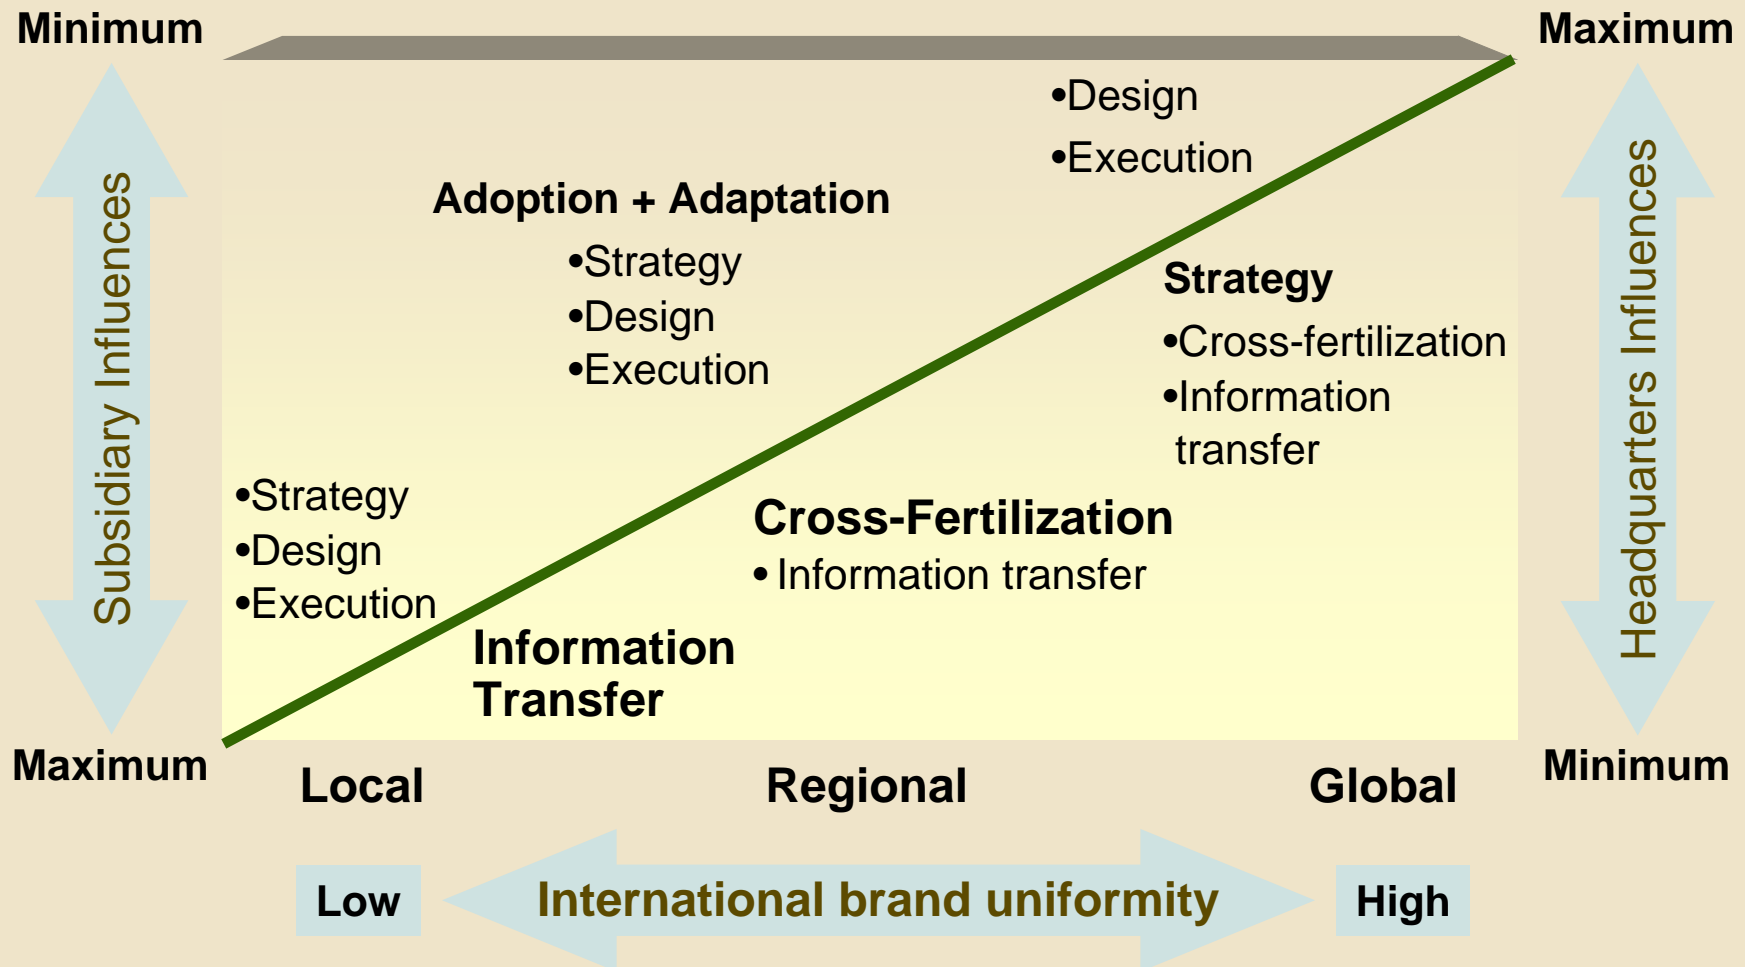 Minimum
Maximum
Subsidiary Influences
Headquarters Influences
•Design
•Execution
Adoption + Adaptation
•Strategy
•Design
•Execution
Strategy
•Cross-fertilization
•Information
transfer
•Strategy
•Design
•Execution
Cross-Fertilization
• Information transfer
Information
Transfer
Maximum
Minimum
Local
Regional
Global
Low
International brand uniformity
High